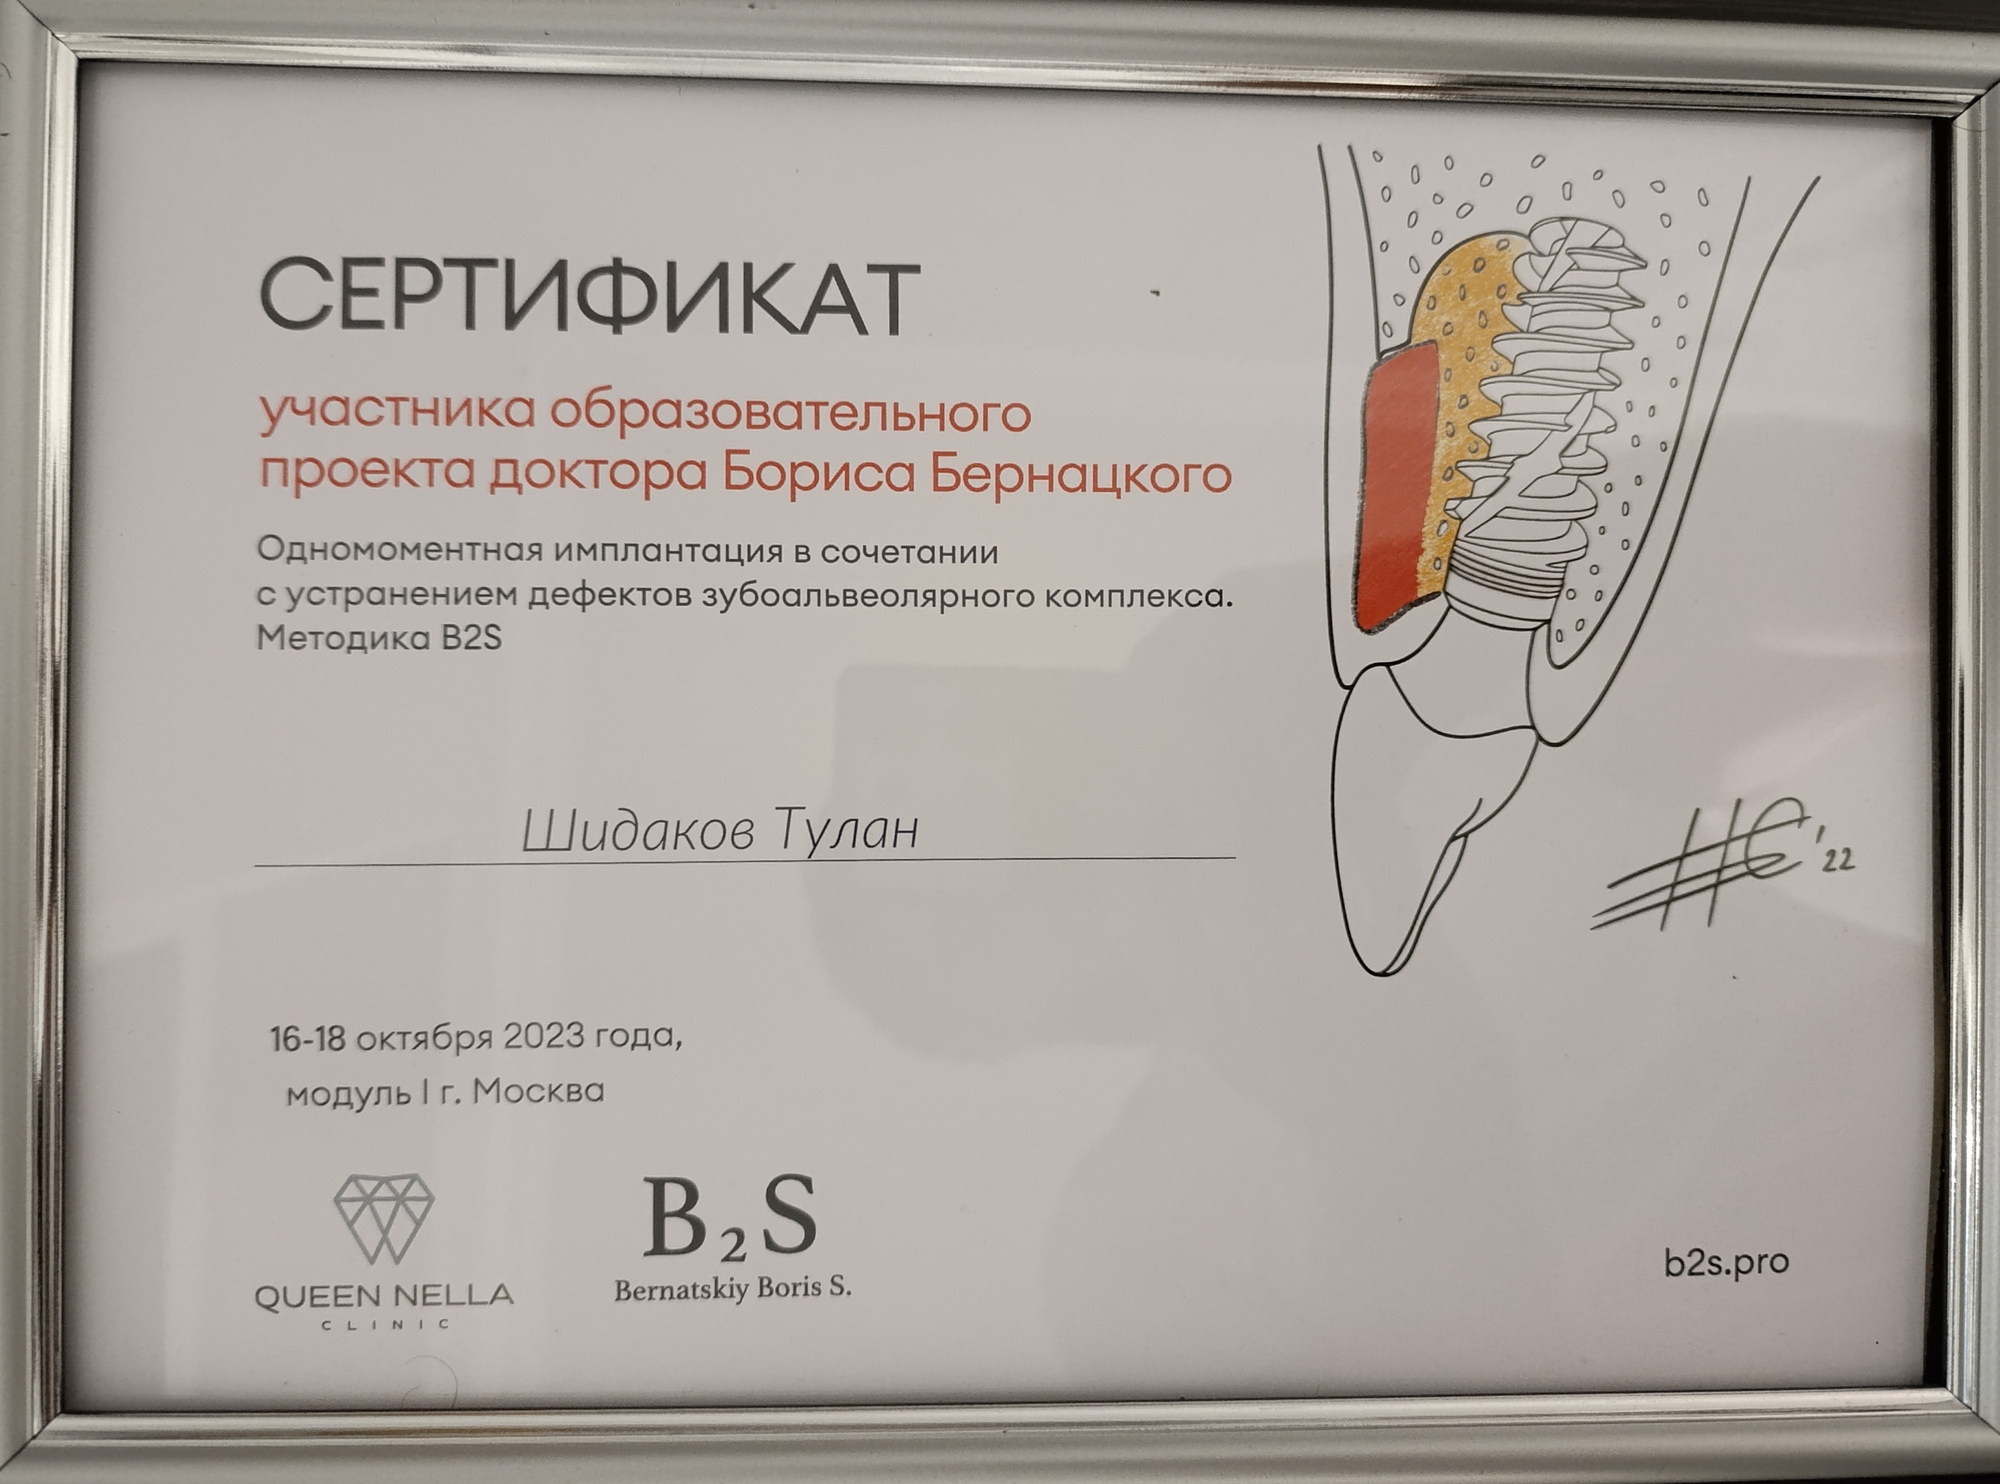 СЕРТИФИКАТ
участника образовательного
проекта доктора Бориса Бернацкого
Одномоментная имплантация в сочетании
с устранением дефектов зубоальвеолярного комплекса.
Методика B2S
Шидаков Тулан
16-18 октября 2023 года,
модуль I г. Москва
QUEEN NELLA
CLINIC
B₂S
Bernatskiy Boris S.
'22
b2s.pro